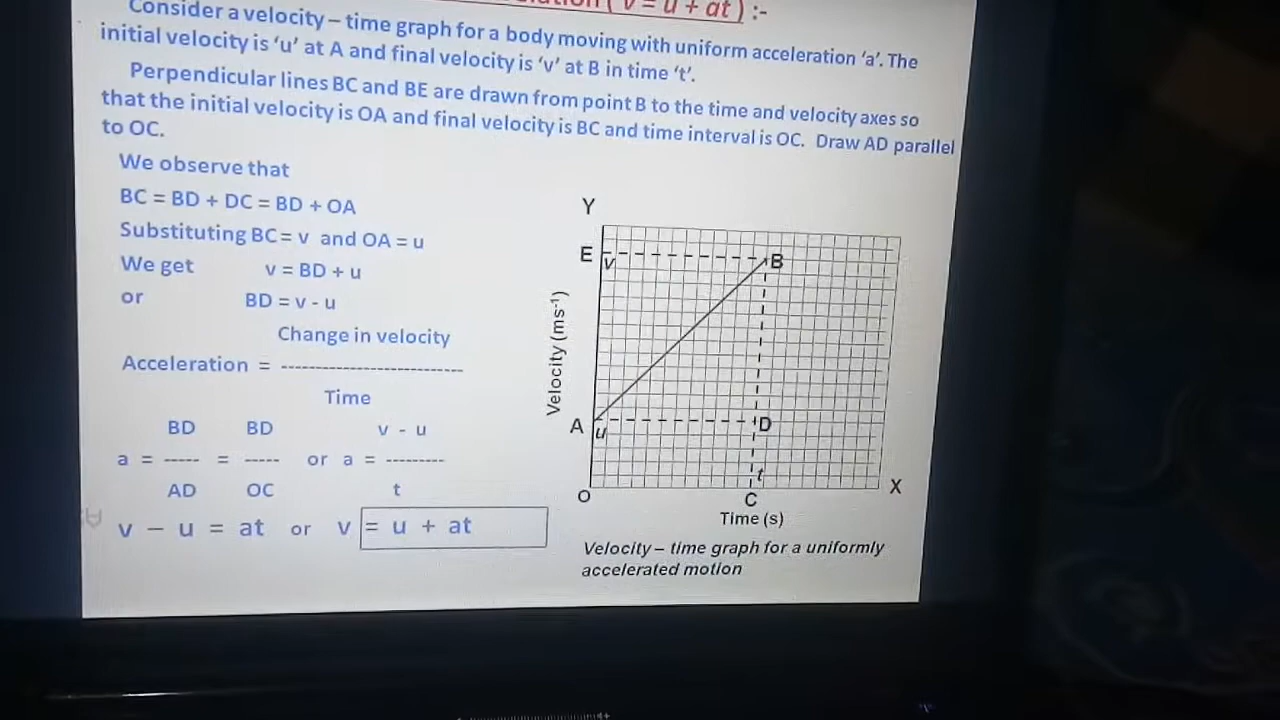 ( v = u + at ) :-
Consider a velocity – time graph for a body moving with uniform acceleration ‘a’. The
initial velocity is ‘u’ at A and final velocity is ‘v’ at B in time ‘t’.
Perpendicular lines BC and BE are drawn from point B to the time and velocity axes so
that the initial velocity is OA and final velocity is BC and time interval is OC. Draw AD parallel
to OC.
We observe that
BC = BD + DC = BD + OA
Substituting BC = v and OA = u
We get v = BD + u
or BD = v - u
Change in velocity
Acceleration = --------------------------
Time
BD BD v - u
a = ----- = ----- or a = ---------
AD OC t
v – u = at or v = u + at
Y
E
v
B
Velocity (ms-1)
A
u
D
t
O
C
X
Time (s)
Velocity – time graph for a uniformly
accelerated motion